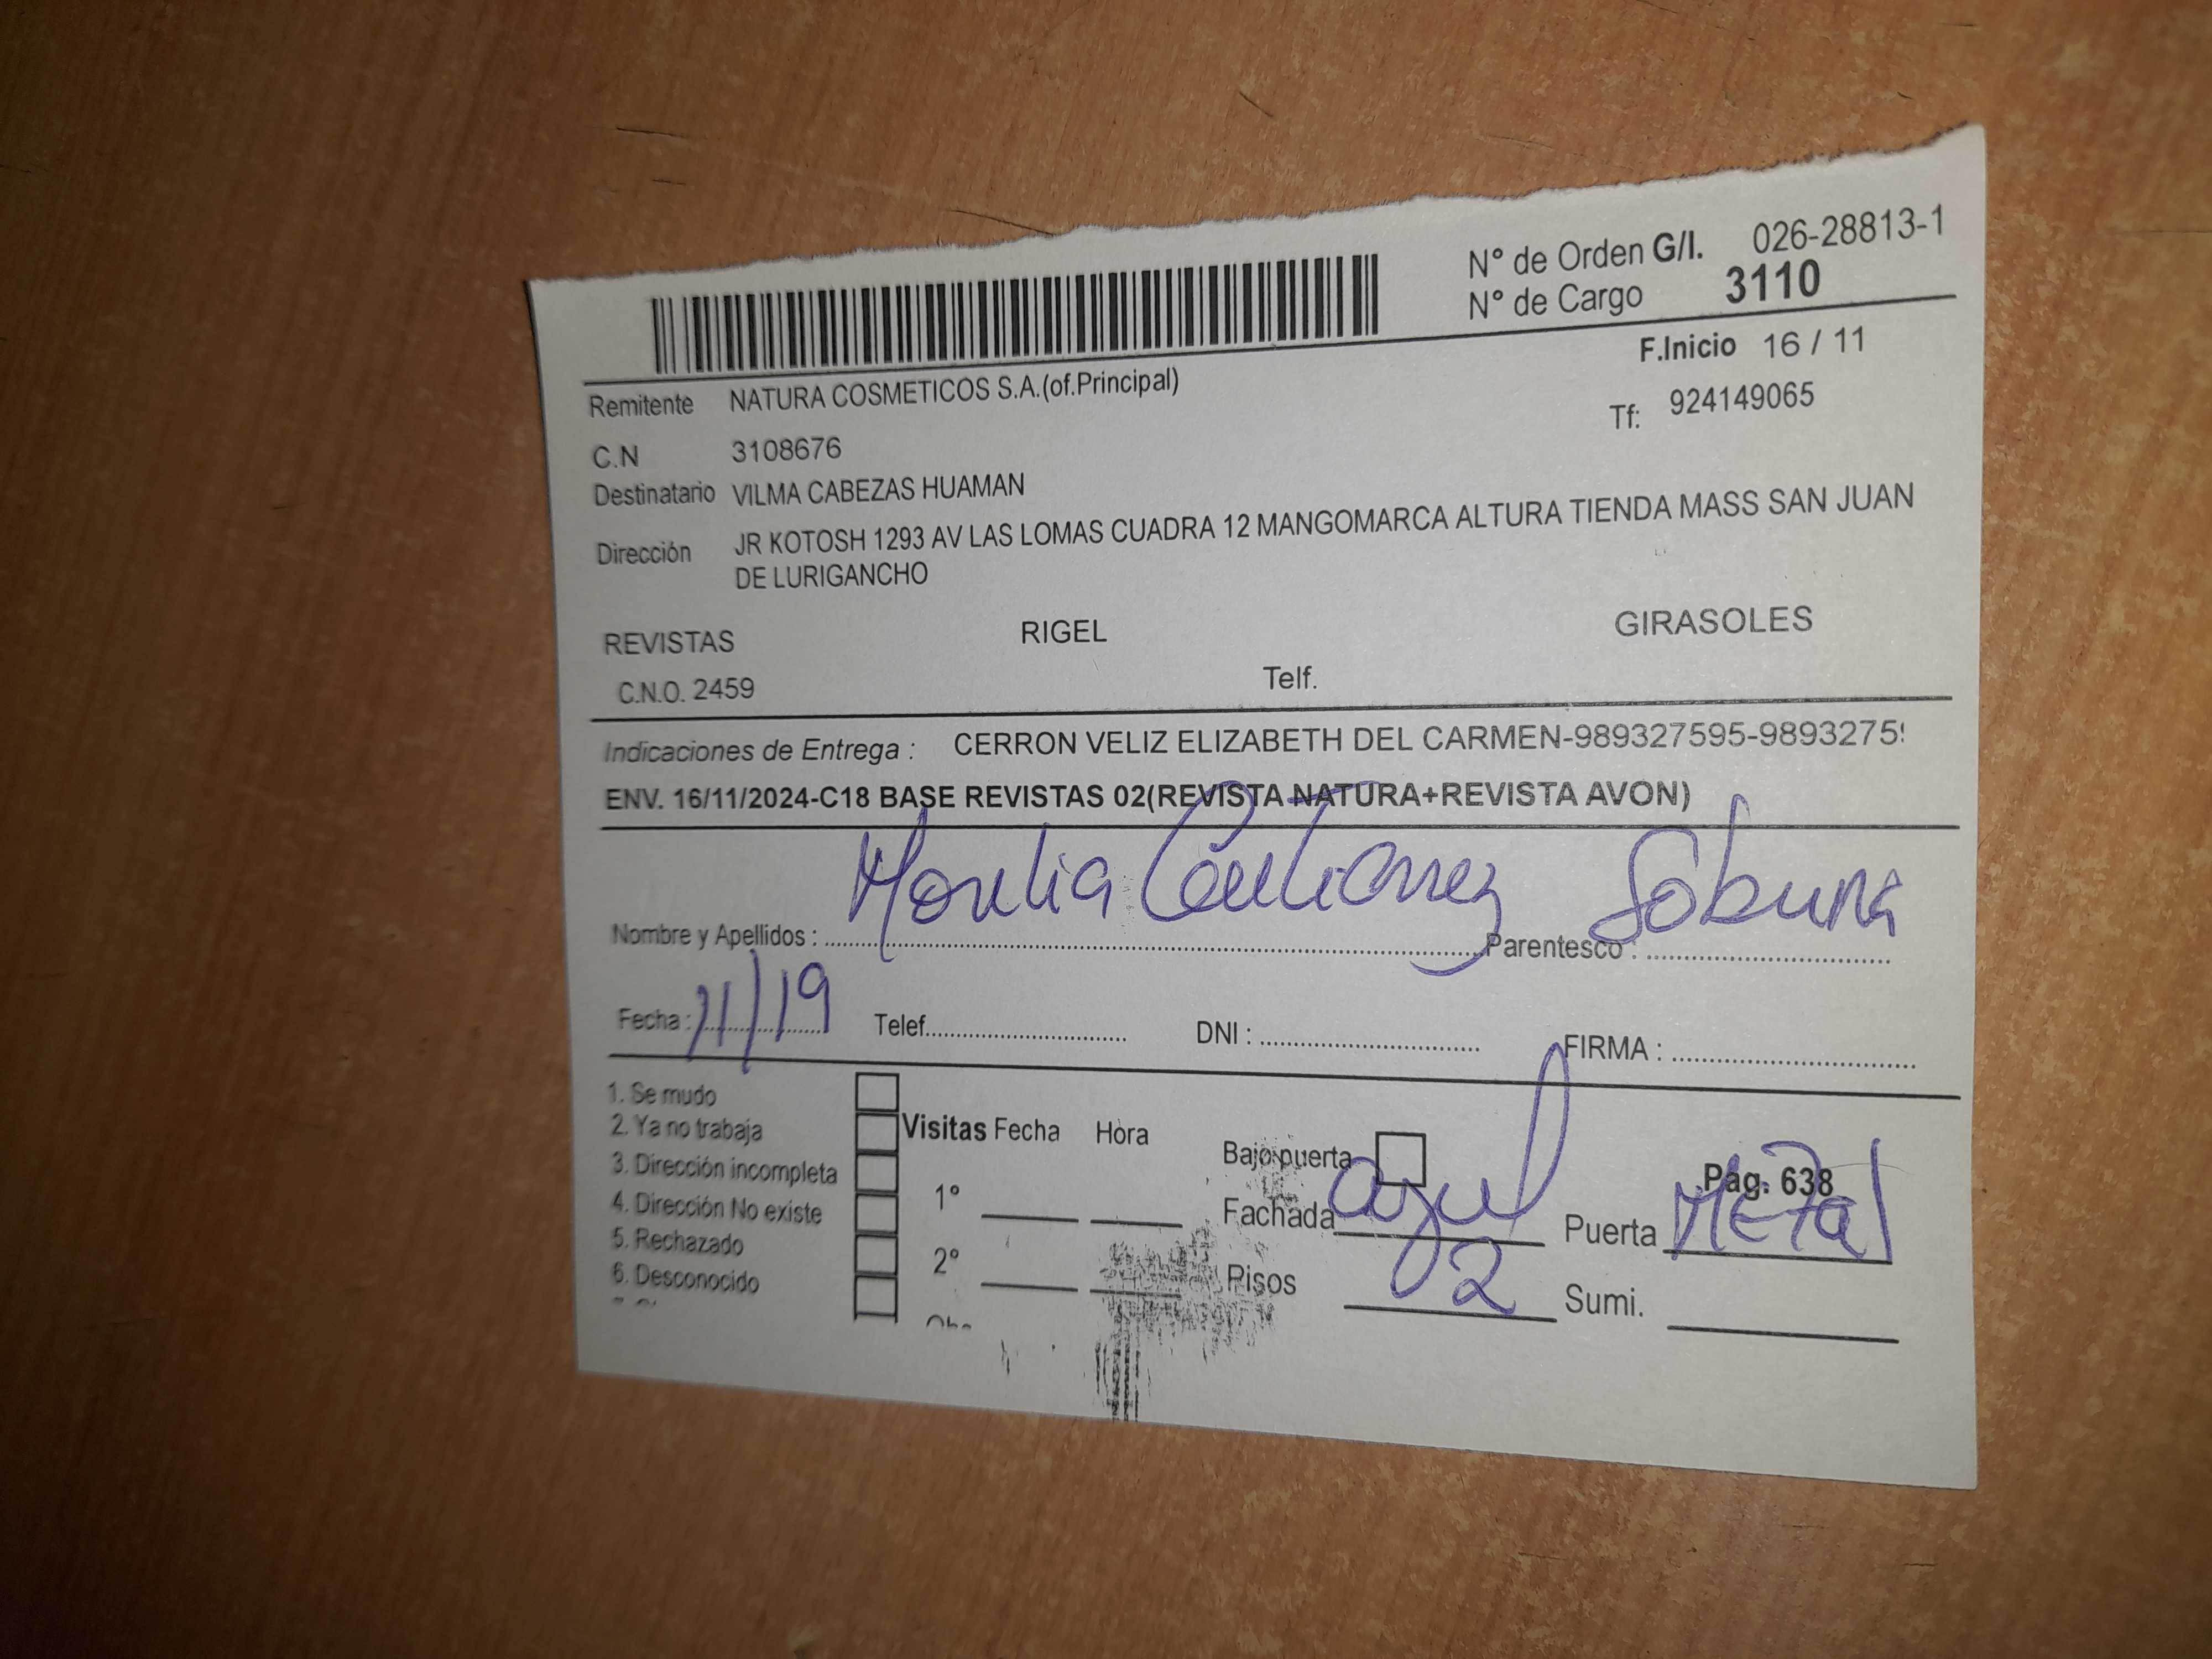 N° de Orden G/I. 026-28813-1
N° de Cargo 3110
F.Inicio 16 / 11
Remitente NATURA COSMETICOS S.A.(of.Principal)
Tf: 924149065
C.N 3108676
Destinatario VILMA CABEZAS HUAMAN
Dirección JR KOTOSH 1293 AV LAS LOMAS CUADRA 12 MANGOMARCA ALTURA TIENDA MASS SAN JUAN
DE LURIGANCHO
REVISTAS RIGEL GIRASOLES
C.N.O. 2459 Telf.
Indicaciones de Entrega : CERRON VELIZ ELIZABETH DEL CARMEN-989327595-98932759
ENV. 16/11/2024-C18 BASE REVISTAS 02(REVISTA NATURA+REVISTA AVON)
Nombre y Apellidos : Parentesco :
Fecha : 11/19 Telef. DNI : FIRMA :
1. Se mudo
2. Ya no trabaja
3. Dirección incompleta
4. Dirección No existe
5. Rechazado
6. Desconocido
Visitas Fecha Hora
1°
2°
Bajo puerta Pág. 638
Fachada azul Puerta Metal
Pisos 2 Sumi.